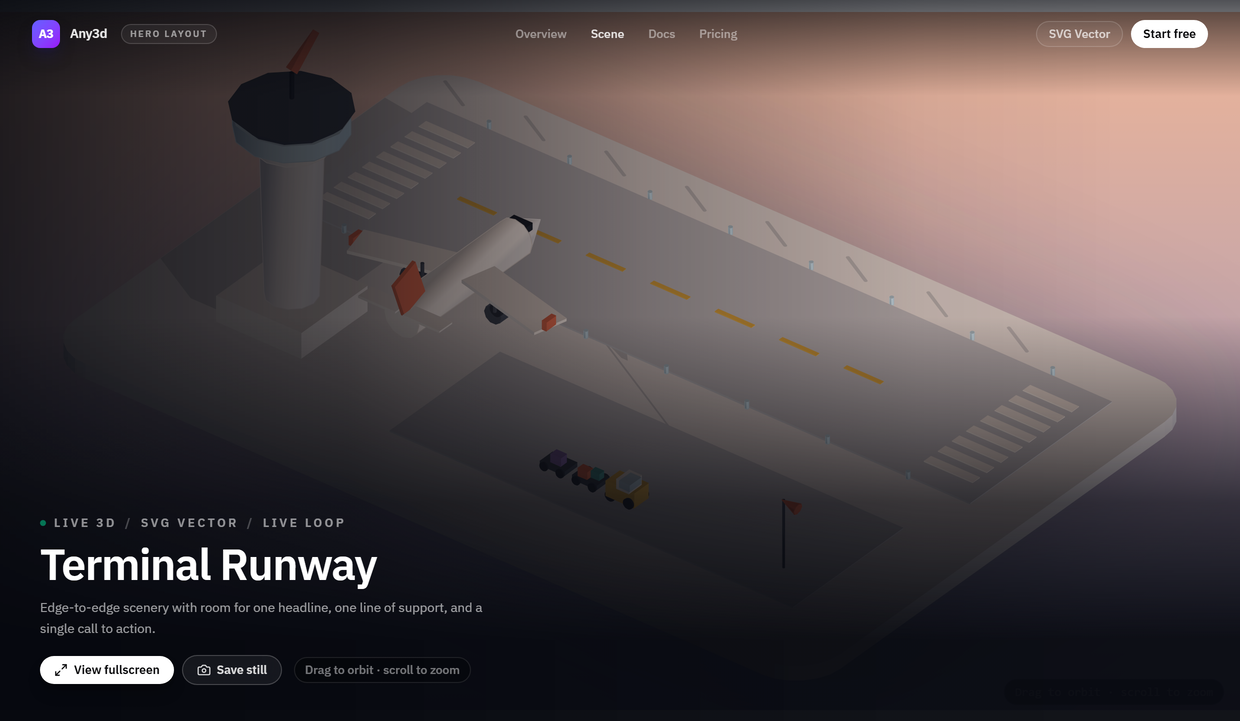 A3 Any3d HERO LAYOUT Overview Scene Docs Pricing SVG Vector Start free
LIVE 3D / SVG VECTOR / LIVE LOOP
Terminal Runway
Edge-to-edge scenery with room for one headline, one line of support, and a
single call to action.
View fullscreen Save still Drag to orbit · scroll to zoom